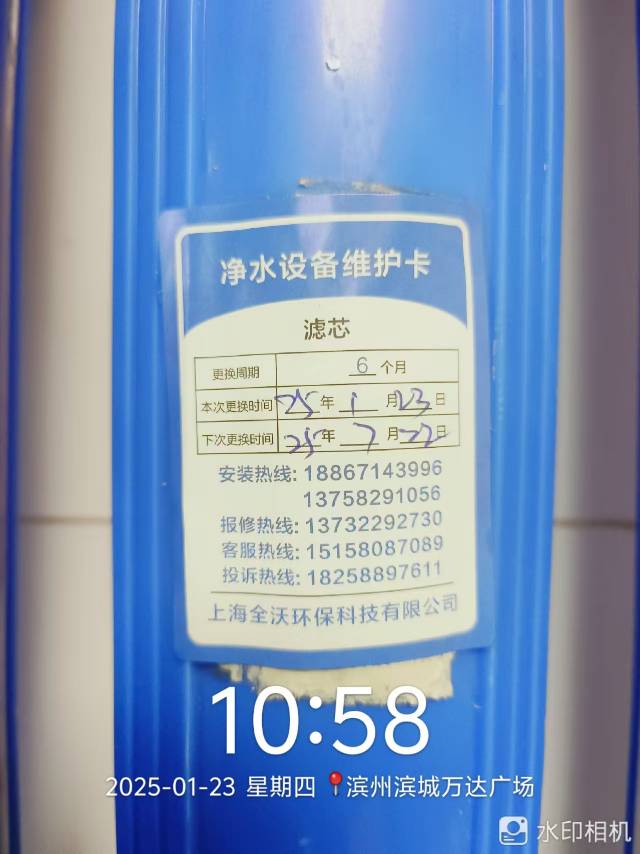 净水设备维护卡
滤芯
更换周期 6 个月
本次更换时间 25 年 1 月 23 日
下次更换时间 25 年 7 月 22 日
安装热线: 18867143996
13758291056
报修热线: 13732292730
客服热线: 15158087089
投诉热线: 18258897611
上海全沃环保科技有限公司
10:58
2025-01-23 星期四 滨州滨城万达广场
水印相机